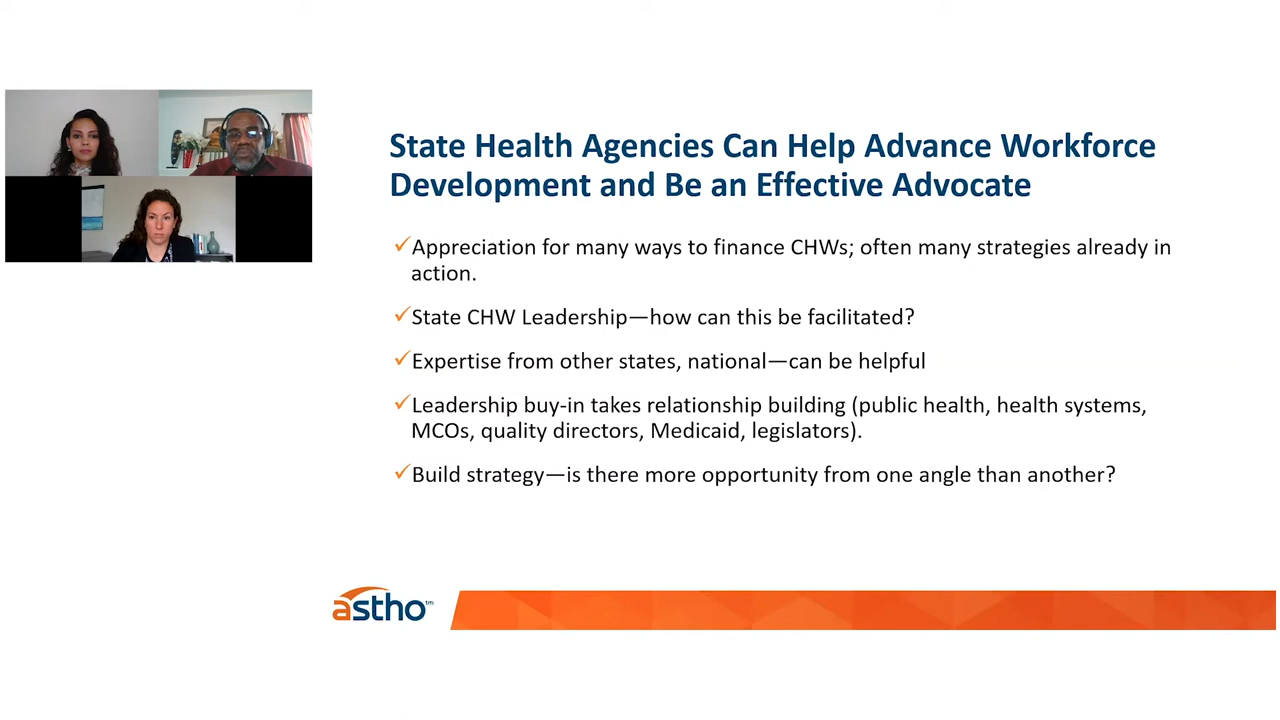 State Health Agencies Can Help Advance Workforce
Development and Be an Effective Advocate
✓Appreciation for many ways to finance CHWs; often many strategies already in
action.
✓State CHW Leadership—how can this be facilitated?
✓Expertise from other states, national—can be helpful
✓Leadership buy-in takes relationship building (public health, health systems,
MCOs, quality directors, Medicaid, legislators).
✓Build strategy—is there more opportunity from one angle than another?
astho™